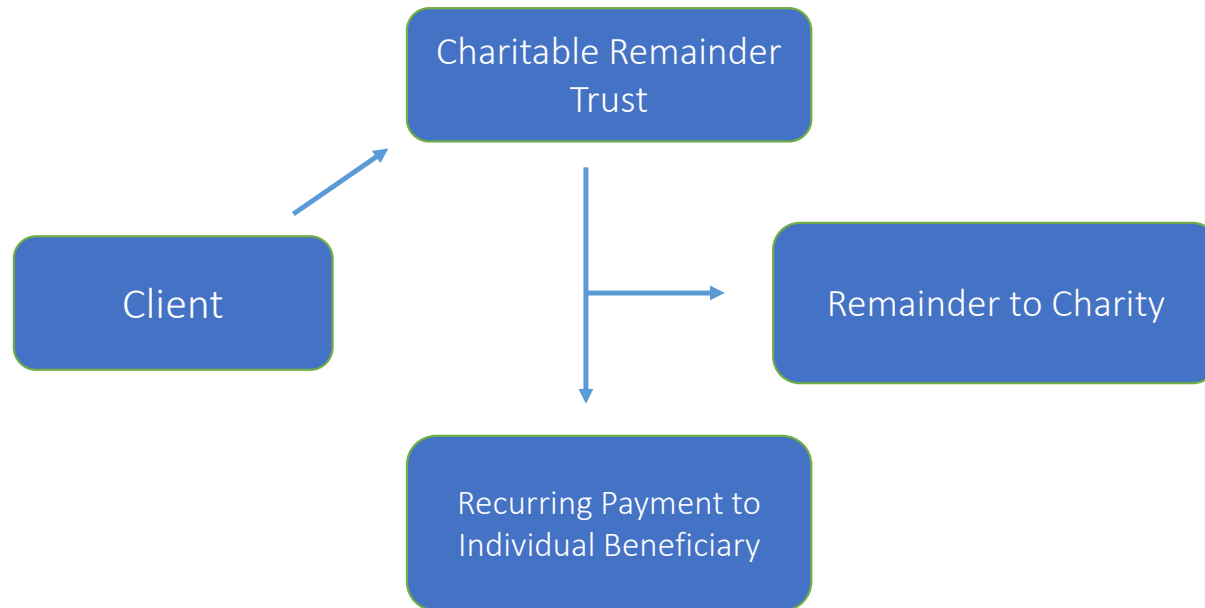 Charitable Remainder
Trust
Client
Remainder to Charity
Recurring Payment to
Individual Beneficiary